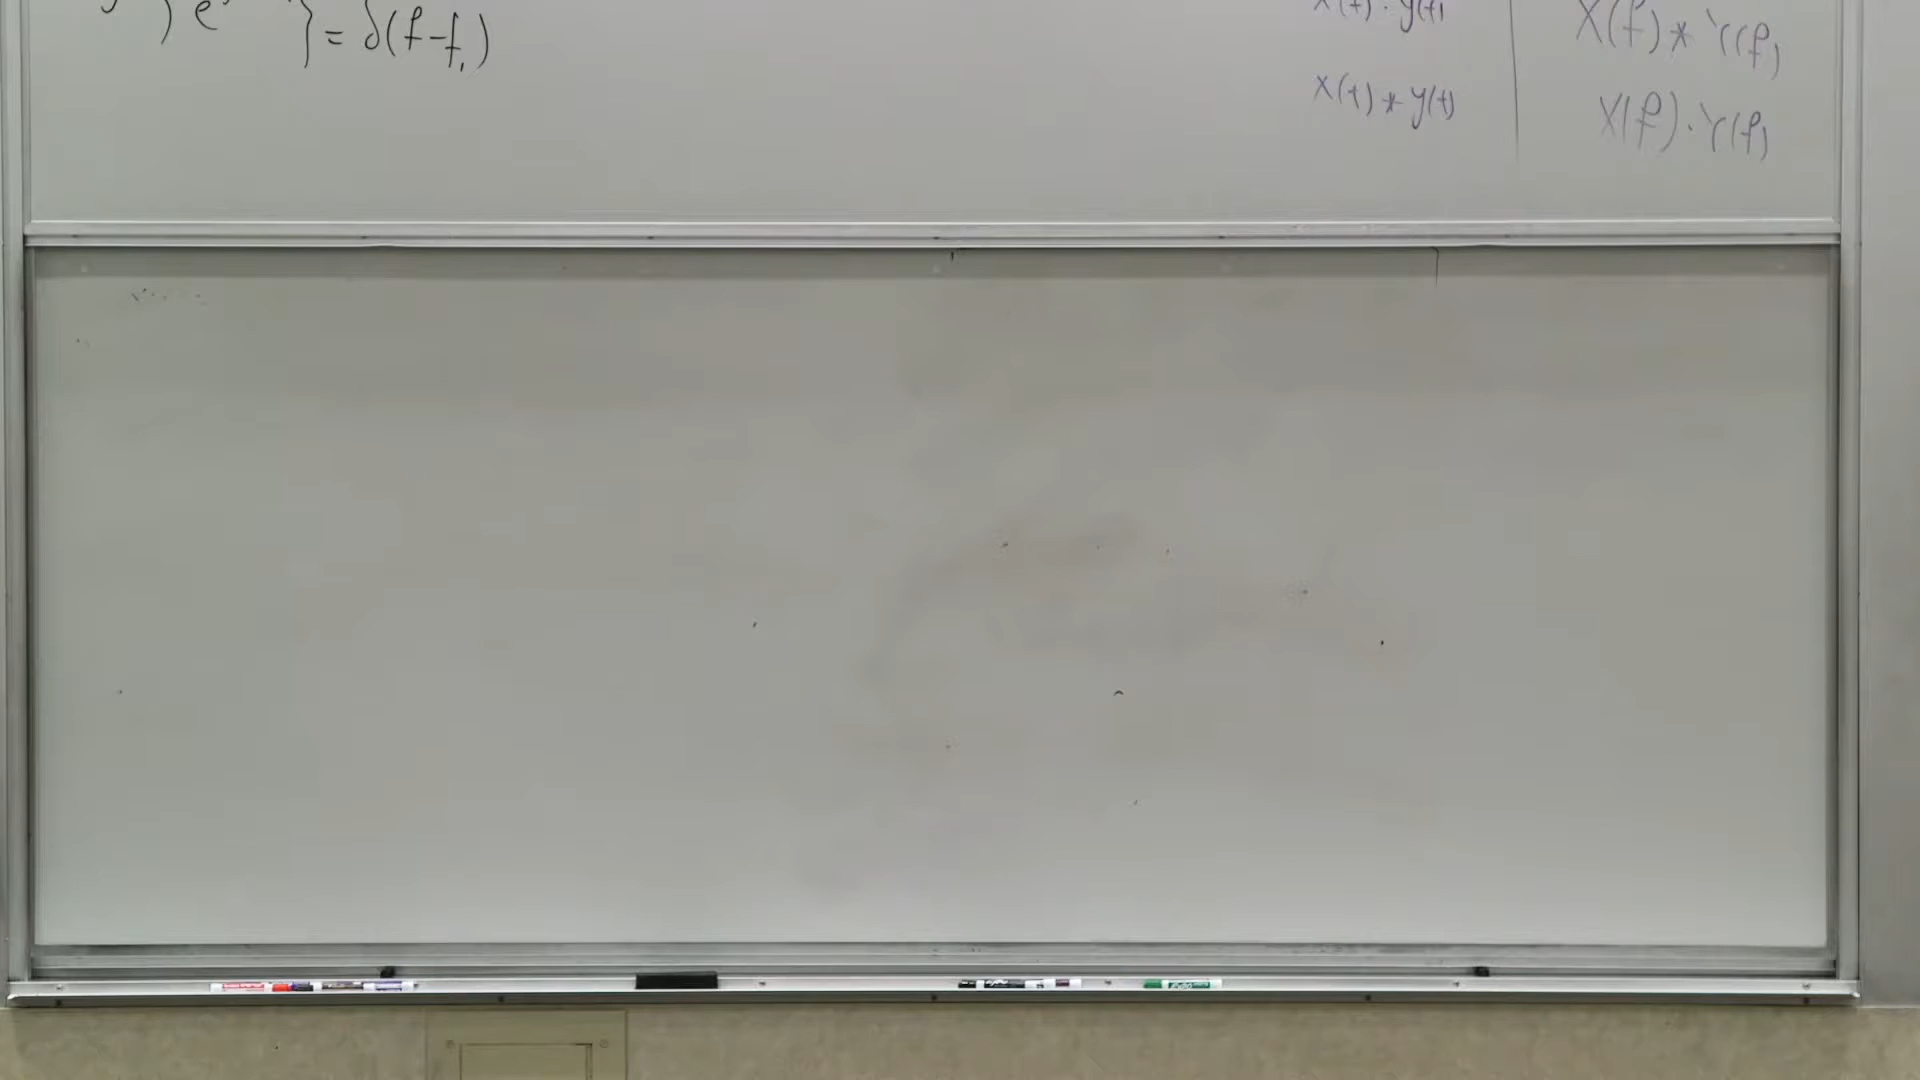 } e } = δ(f-f₁)
x(t) · y(t)
X(f) * Y(f)
x(t) * y(t)
X(f) · Y(f)